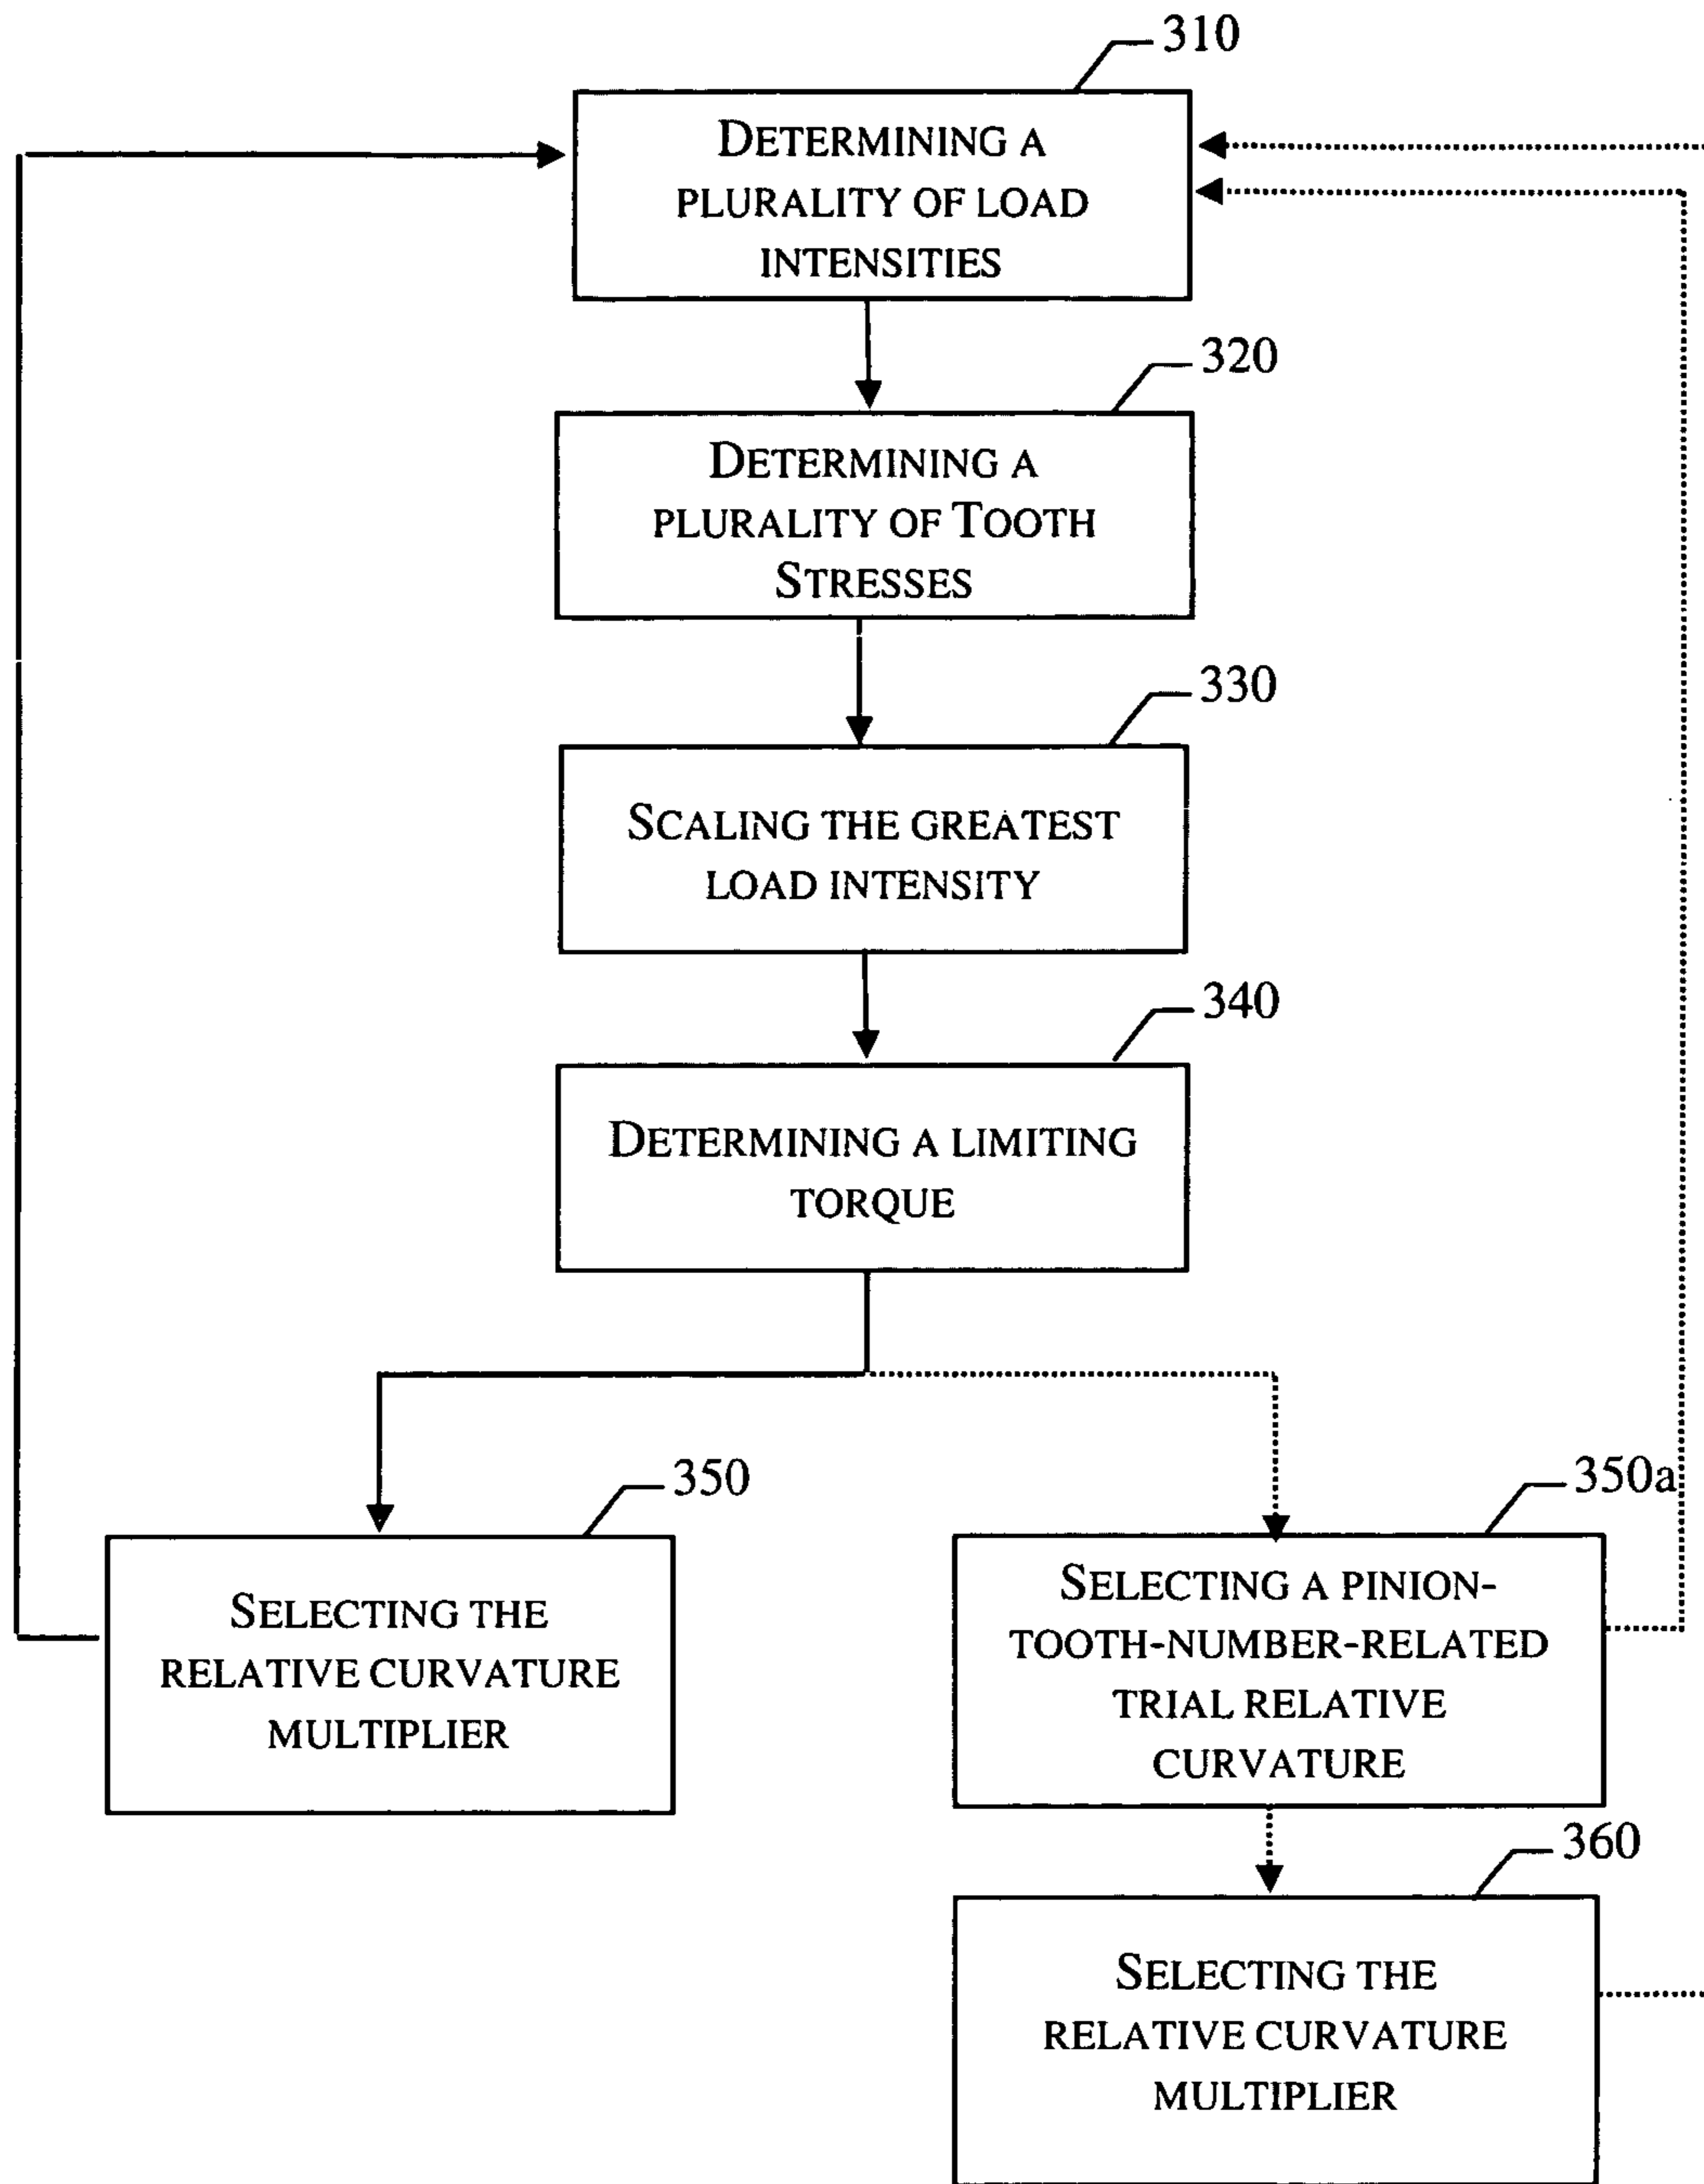 310
DETERMINING A
PLURALITY OF LOAD
INTENSITIES
320
DETERMINING A
PLURALITY OF TOOTH
STRESSES
330
SCALING THE GREATEST
LOAD INTENSITY
340
DETERMINING A LIMITING
TORQUE
350
SELECTING THE
RELATIVE CURVATURE
MULTIPLIER
350a
SELECTING A PINION-
TOOTH-NUMBER-RELATED
TRIAL RELATIVE
CURVATURE
360
SELECTING THE
RELATIVE CURVATURE
MULTIPLIER